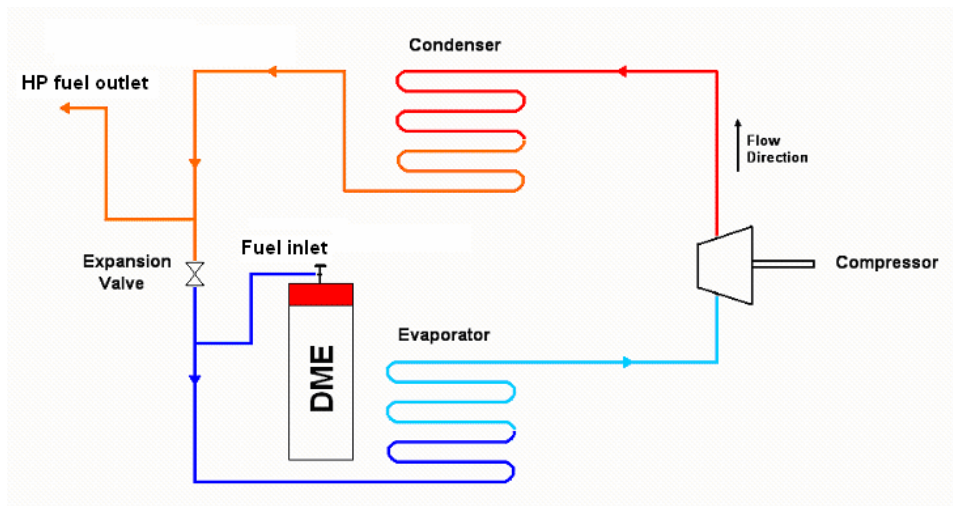 Condenser
HP fuel outlet
Flow
Direction
Fuel inlet
Expansion
Valve
Compressor
Evaporator
DME